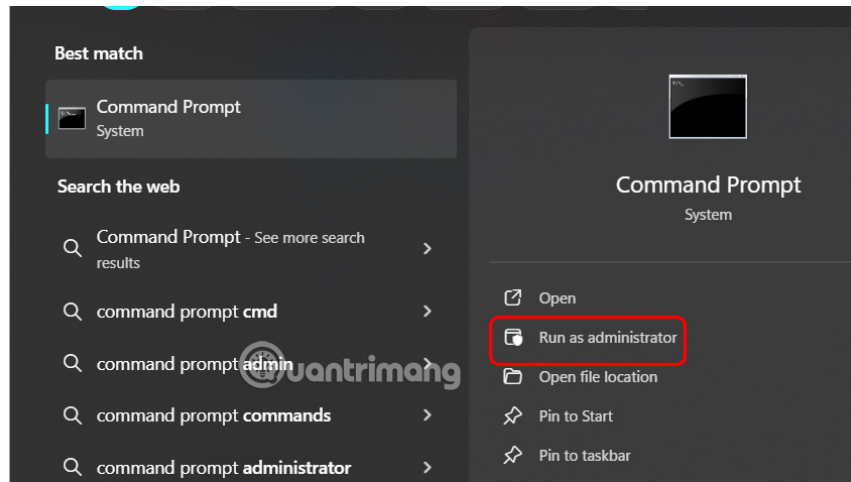 Best match
Command Prompt
System
Search the web
Command Prompt - See more search
results
command prompt cmd
command prompt admin
command prompt commands
command prompt administrator
Command Prompt
System
Open
Run as administrator
Open file location
Pin to Start
Pin to taskbar
Quantrimang